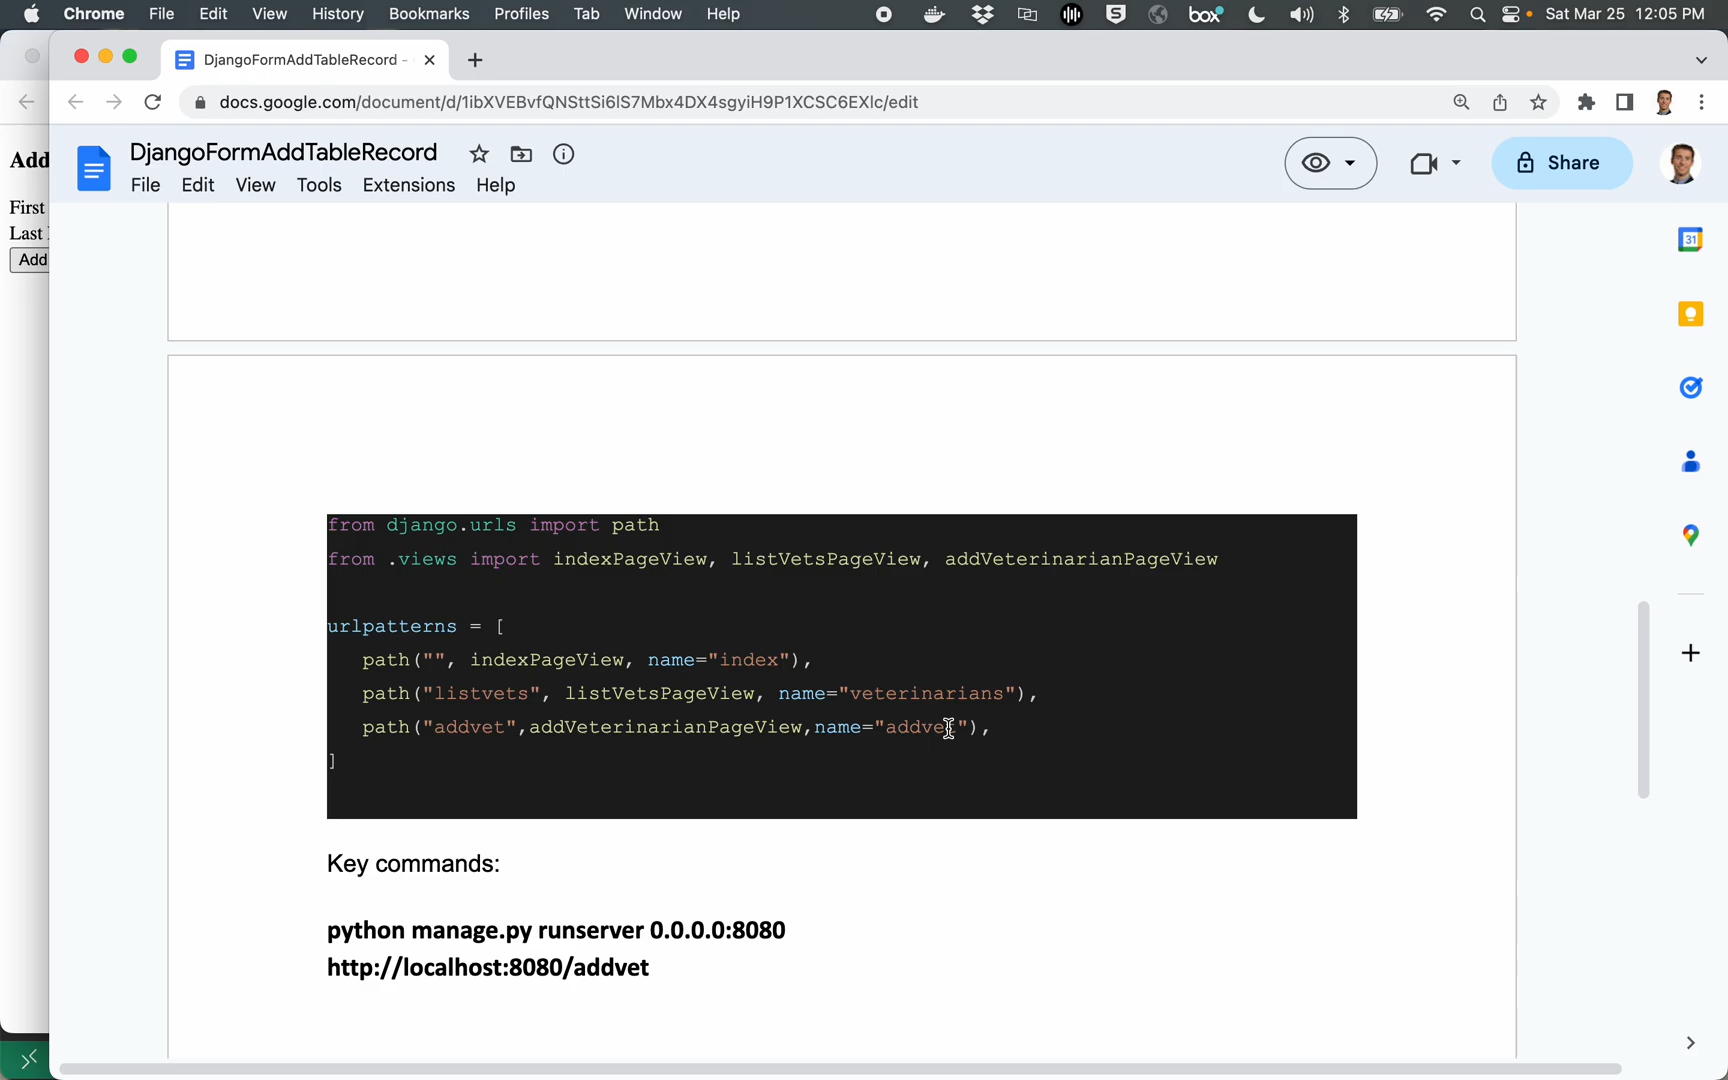 Chrome File Edit View History Bookmarks Profiles Tab Window Help box Sat Mar 25 12:05 PM
DjangoFormAddTableRecord -
docs.google.com/document/d/1ibXVEBvfQNSttSi6IS7Mbx4DX4sgyiH9P1XCSC6EXlc/edit
DjangoFormAddTableRecord
File Edit View Tools Extensions Help
Share
31
Add
First
Last
Add
from django.urls import path
from .views import indexPageView, listVetsPageView, addVeterinarianPageView
urlpatterns = [
path("", indexPageView, name="index"),
path("listvets", listVetsPageView, name="veterinarians"),
path("addvet",addVeterinarianPageView,name="addvet"),
]
Key commands:
python manage.py runserver 0.0.0.0:8080
http://localhost:8080/addvet